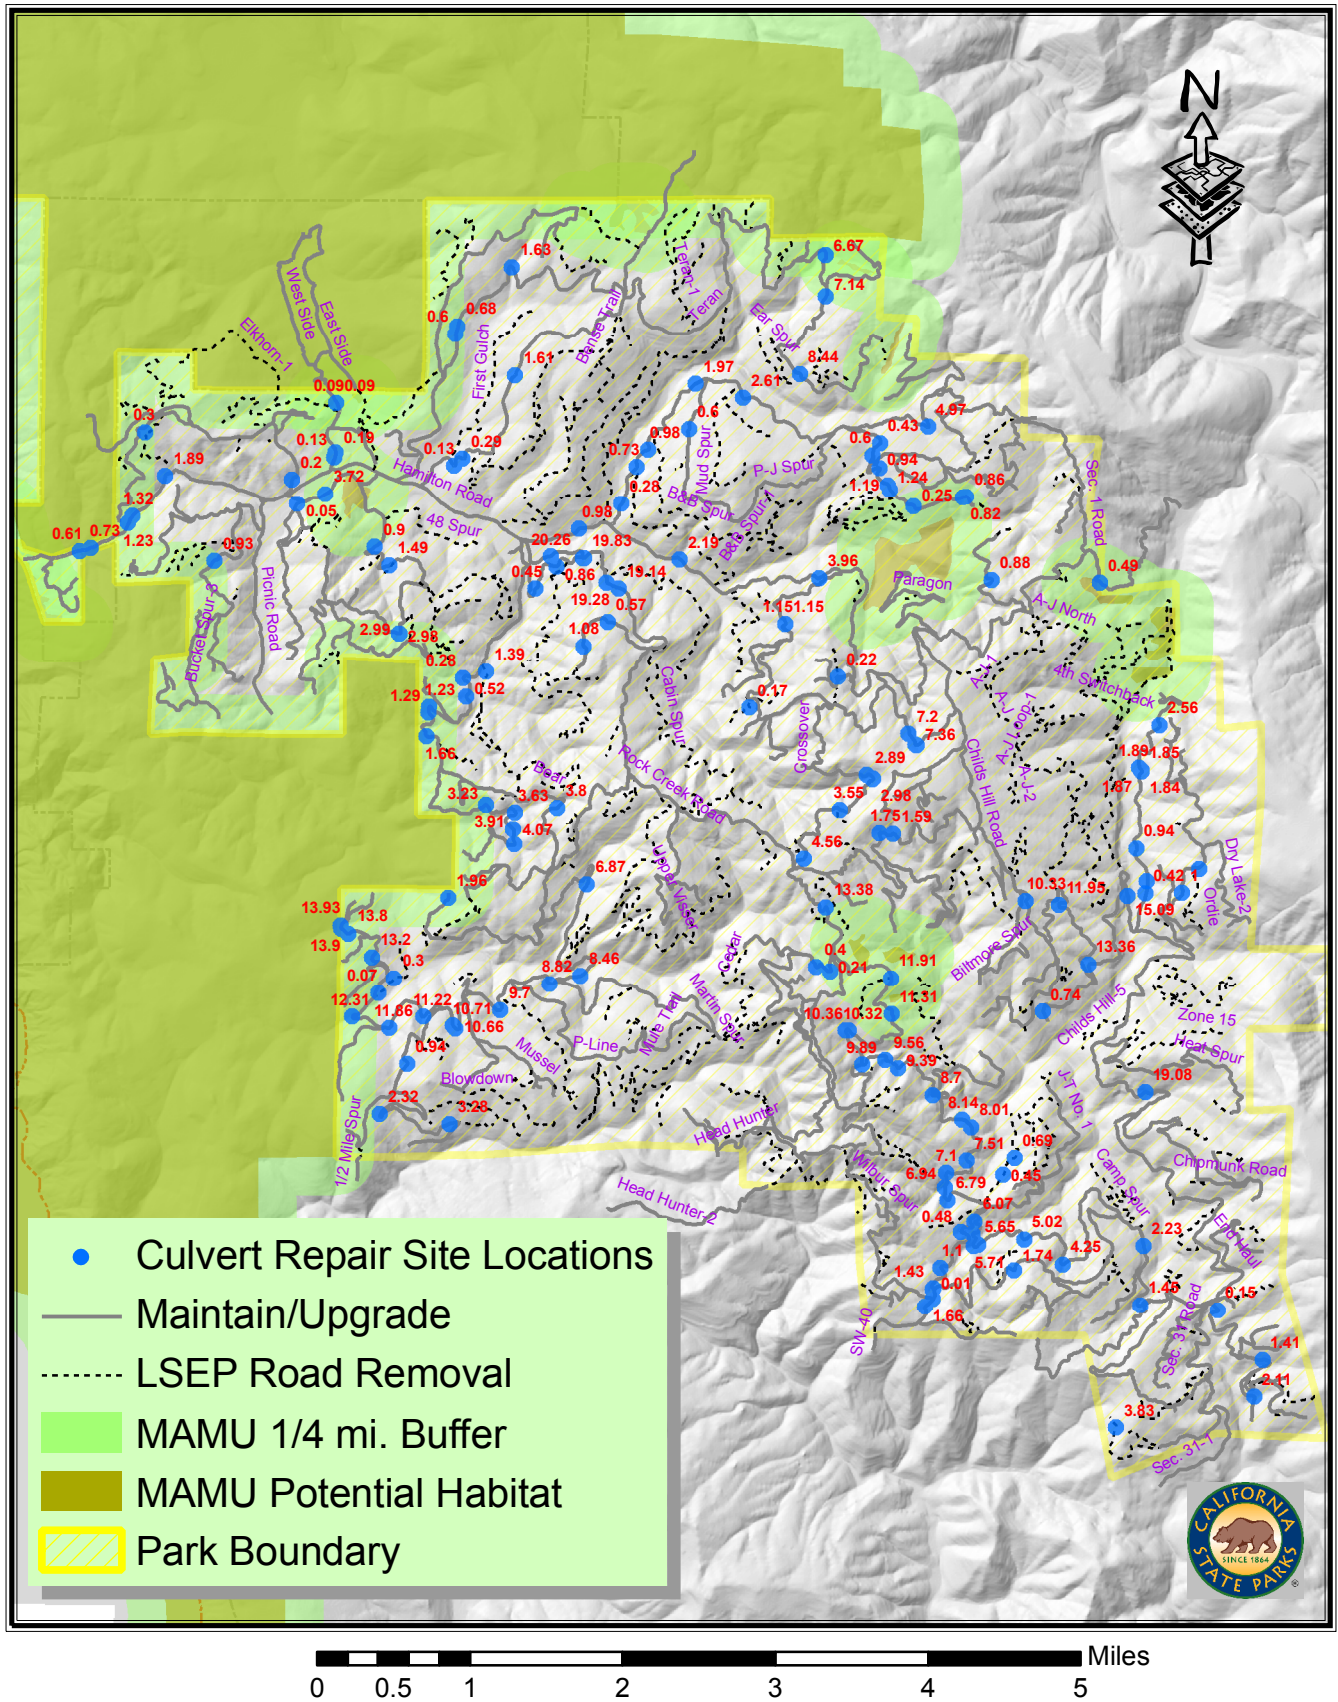 N
6.67
7.14
1.63
0.68
0.6
First Gulch
1.61
Bense Trail
Teran-1
Teran
Ear Spur
8.44
West Side
East Side
Elkhorn-1
0.090.09
1.97
2.61
0.6
4.97
0.43
0.6
0.3
0.13
0.19
0.13
0.29
0.98
0.73
Mud Spur
P-J Spur
0.94
1.24
1.19
0.86
0.25
0.82
1.89
0.2
3.72
Hamilton Road
0.28
B&B Spur
B&B Spur-1
Sec. 1 Road
1.32
0.05
0.98
48 Spur
0.61
0.73
1.23
0.93
0.9
1.49
20.26
19.83
2.19
0.45
0.86
19.14
19.28
0.57
3.96
Paragon
0.88
0.49
A-J North
Bucket Spur 3
Picnic Road
1.151.15
1.08
2.99
2.98
0.28
1.39
1.23
0.52
1.29
1.66
Cabin Spur
0.22
0.17
Crossover
A-J-1
A-J
A-J Loop-1
A-J-2
4th Switchback
2.56
7.2
7.36
Childs Hill Road
1.89
1.85
1.87
1.84
2.89
2.98
3.55
1.75
1.59
Rock Creek Road
Bear
3.8
3.23
3.63
3.91
4.07
4.56
0.94
Dry Lake-2
Ordie
0.42
1
15.09
6.87
Upper Visser
1.96
13.38
10.33
11.95
Biltmore Spur
13.93
13.8
13.9
13.2
0.3
0.07
12.31
11.86
11.22
10.71
10.66
9.7
8.82
8.46
Cedar
Martin Spur
0.4
0.21
11.91
11.31
13.36
0.74
Childs Hill-5
Zone 15
Heat Spur
10.36
10.32
9.89
9.56
9.39
0.94
Blowdown
Mussel
P-Line
Mule Trail
8.7
19.08
2.32
3.28
1/2 Mile Spur
Head Hunter
Head Hunter-2
8.14
8.01
7.51
0.69
7.1
0.45
6.94
6.79
Wilbur Spur
J-T No. 1
Camp Spur
Chipmunk Road
6.07
0.48
5.65
5.02
1.1
5.71
1.74
4.25
2.23
End Haul
1.43
0.01
1.66
SW-40
1.45
0.15
Sec. 31 Road
1.41
2.11
3.83
Sec. 31-1
Culvert Repair Site Locations
Maintain/Upgrade
LSEP Road Removal
MAMU 1/4 mi. Buffer
MAMU Potential Habitat
Park Boundary
CALIFORNIA
SINCE 1864
STATE PARKS
®
Miles
0 0.5 1 2 3 4 5